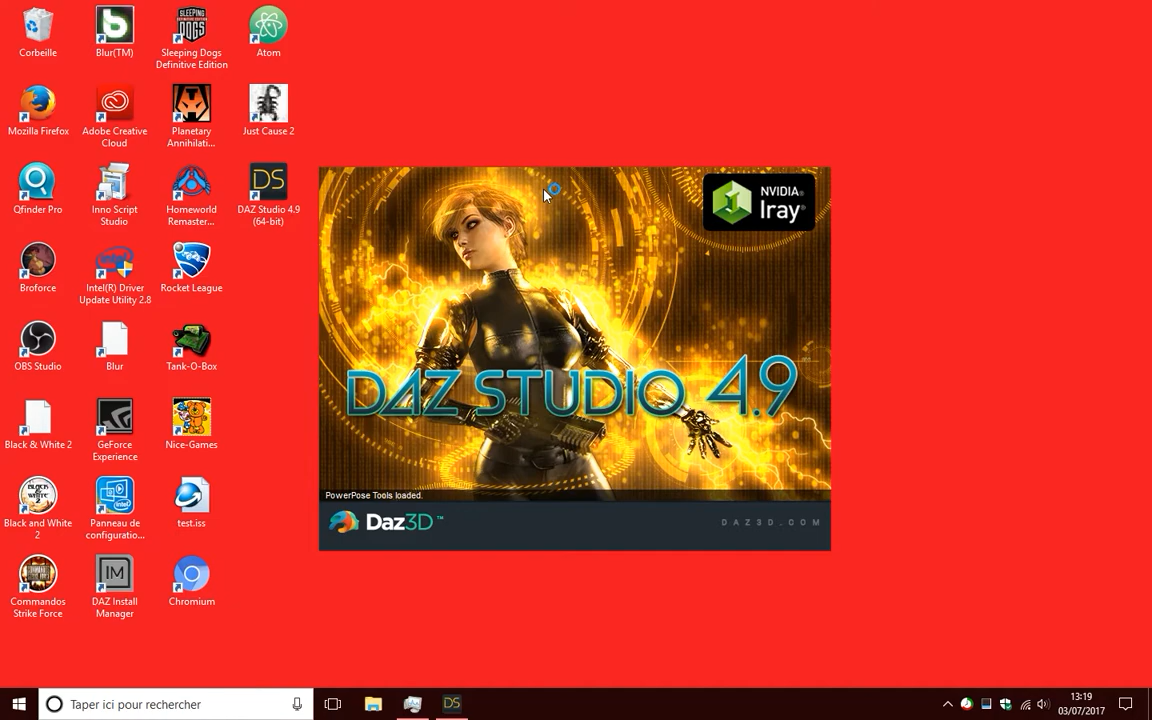 Corbeille
Blur(TM)
Sleeping Dogs
Definitive Edition
Atom
Mozilla Firefox
Adobe Creative
Cloud
Planetary
Annihilati...
Just Cause 2
Qfinder Pro
Inno Script
Studio
Homeworld
Remaster...
DS
DAZ Studio 4.9
(64-bit)
Broforce
Intel(R) Driver
Update Utility 2.8
Rocket League
OBS Studio
Blur
Tank-O-Box
Black & White 2
GeForce
Experience
Nice-Games
Black and White
2
Panneau de
configuratio...
test.iss
Commandos
Strike Force
IM
DAZ Install
Manager
Chromium
NVIDIA®
Iray®
DAZ STUDIO 4.9
PowerPose Tools loaded.
Daz3D™
DAZ3D.COM
Taper ici pour rechercher
DS
13:19
03/07/2017